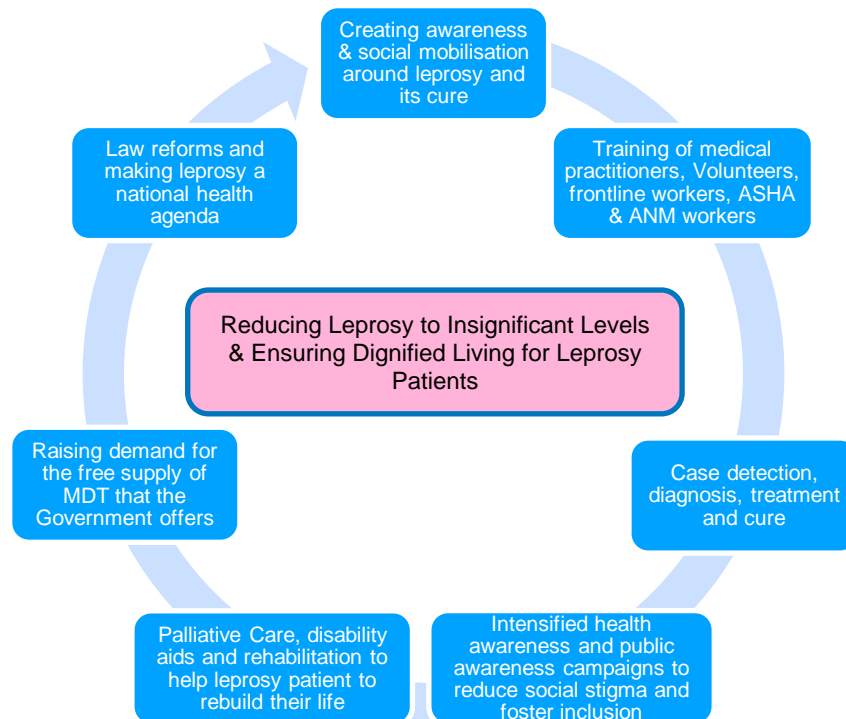 Creating awareness
& social mobilisation
around leprosy and
its cure
Training of medical
practitioners, Volunteers,
frontline workers, ASHA
& ANM workers
Case detection,
diagnosis, treatment
and cure
Intensified health
awareness and public
awareness campaigns to
reduce social stigma and
foster inclusion
Palliative Care, disability
aids and rehabilitation to
help leprosy patient to
rebuild their life
Raising demand for
the free supply of
MDT that the
Government offers
Law reforms and
making leprosy a
national health
agenda
Reducing Leprosy to Insignificant Levels
& Ensuring Dignified Living for Leprosy
Patients